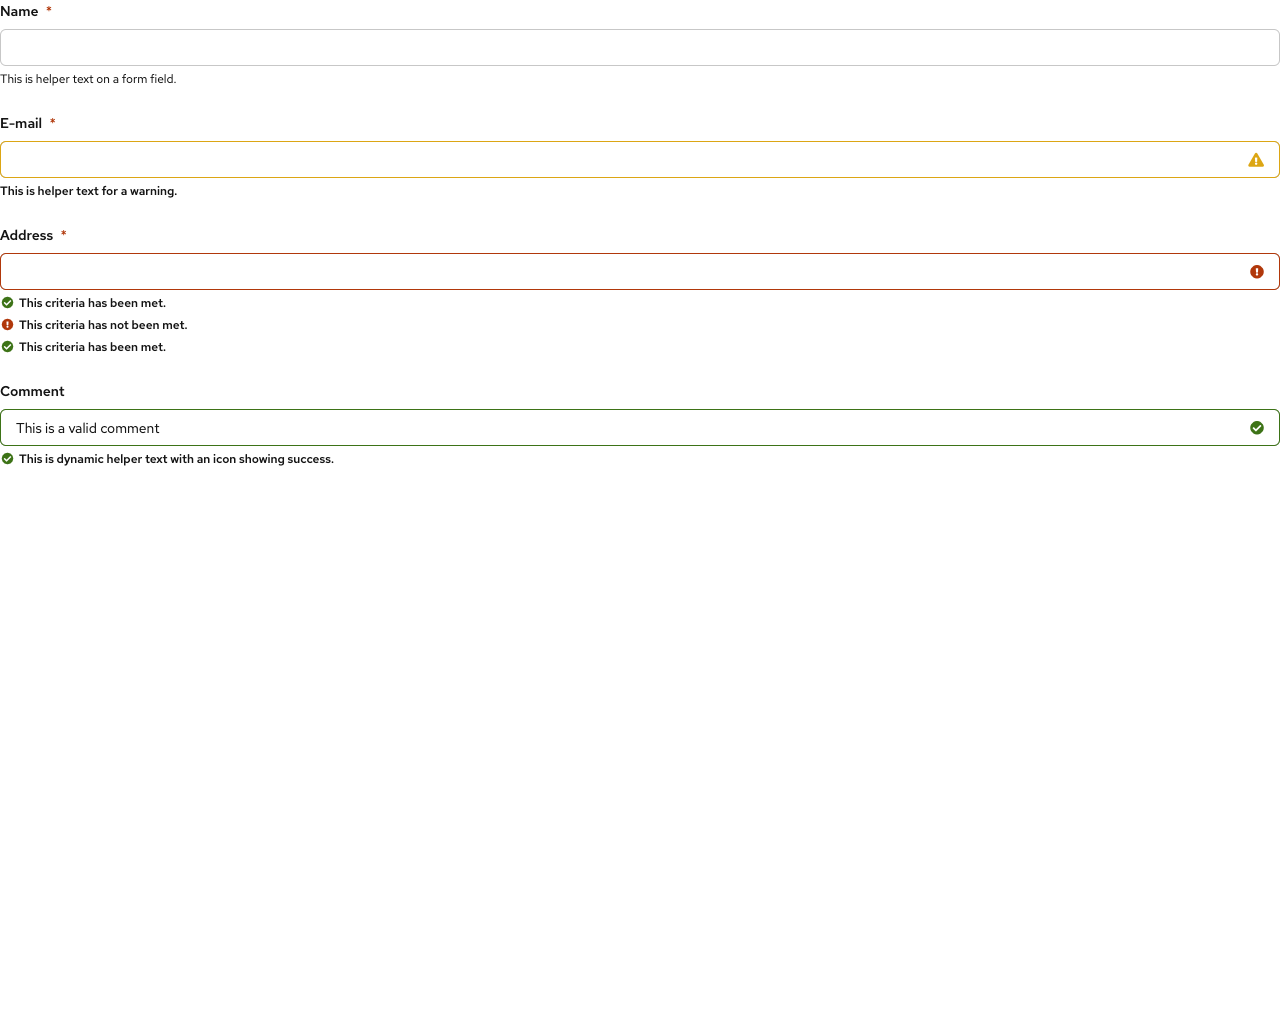 Name *
This is helper text on a form field.
E-mail *
This is helper text for a warning.
Address *
This criteria has been met.
This criteria has not been met.
This criteria has been met.
Comment
This is a valid comment
This is dynamic helper text with an icon showing success.